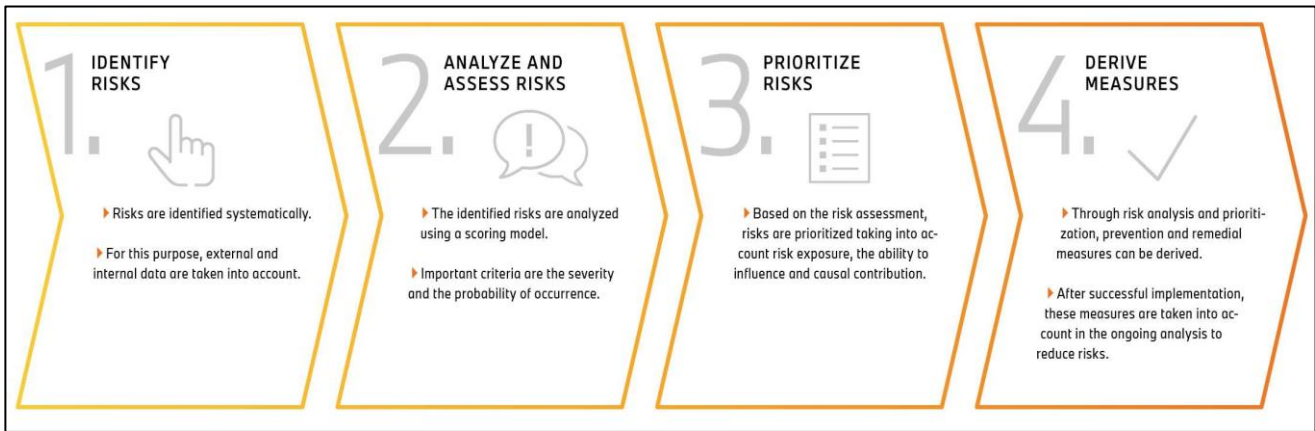 1.
IDENTIFY
RISKS
Risks are identified systematically.
For this purpose, external and
internal data are taken into account.
2.
ANALYZE AND
ASSESS RISKS
!
The identified risks are analyzed
using a scoring model.
Important criteria are the severity
and the probability of occurrence.
3.
PRIORITIZE
RISKS
Based on the risk assessment,
risks are prioritized taking into ac-
count risk exposure, the ability to
influence and causal contribution.
4.
DERIVE
MEASURES
Through risk analysis and prioriti-
zation, prevention and remedial
measures can be derived.
After successful implementation,
these measures are taken into ac-
count in the ongoing analysis to
reduce risks.